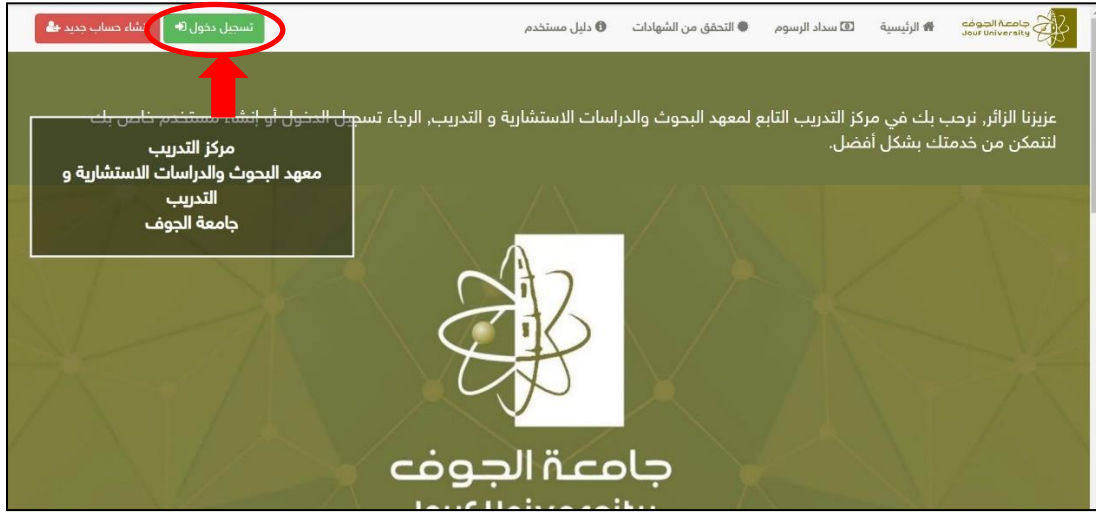 جامعة الجوف
Jouf University
الرئيسية
سداد الرسوم
التحقق من الشهادات
دليل مستخدم
تسجيل دخول
إنشاء حساب جديد
عزيزنا الزائر, نرحب بك في مركز التدريب التابع لمعهد البحوث والدراسات الاستشارية و التدريب, الرجاء تسجيل الدخول أو إنشاء مستخدم خاص بك
لنتمكن من خدمتك بشكل أفضل.
مركز التدريب
معهد البحوث والدراسات الاستشارية و
التدريب
جامعة الجوف
جامعة الجوف
Jouf University